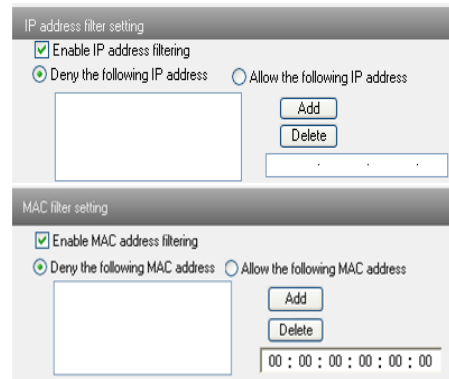 IP address filter setting
Enable IP address filtering
Deny the following IP address Allow the following IP address
Add
Delete
. . .
MAC filter setting
Enable MAC address filtering
Deny the following MAC address Allow the following MAC address
Add
Delete
00 : 00 : 00 : 00 : 00 : 00